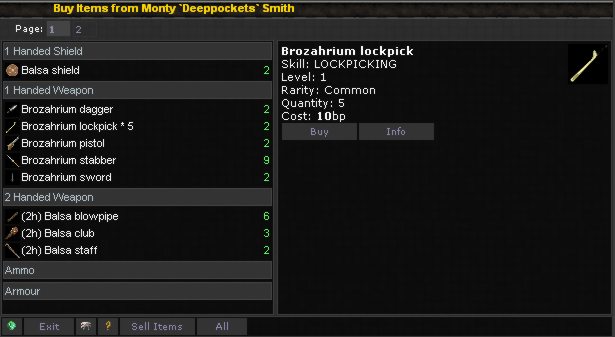 Buy Items from Monty `Deeppockets` Smith
Page: 1 2
1 Handed Shield
Balsa shield 2
1 Handed Weapon
Brozahrium dagger 2
Brozahrium lockpick * 5 2
Brozahrium pistol 2
Brozahrium stabber 9
Brozahrium sword 2
2 Handed Weapon
(2h) Balsa blowpipe 6
(2h) Balsa club 3
(2h) Balsa staff 2
Ammo
Armour
Brozahrium lockpick
Skill: LOCKPICKING
Level: 1
Rarity: Common
Quantity: 5
Cost: 10bp
Buy Info
Exit ? Sell Items All